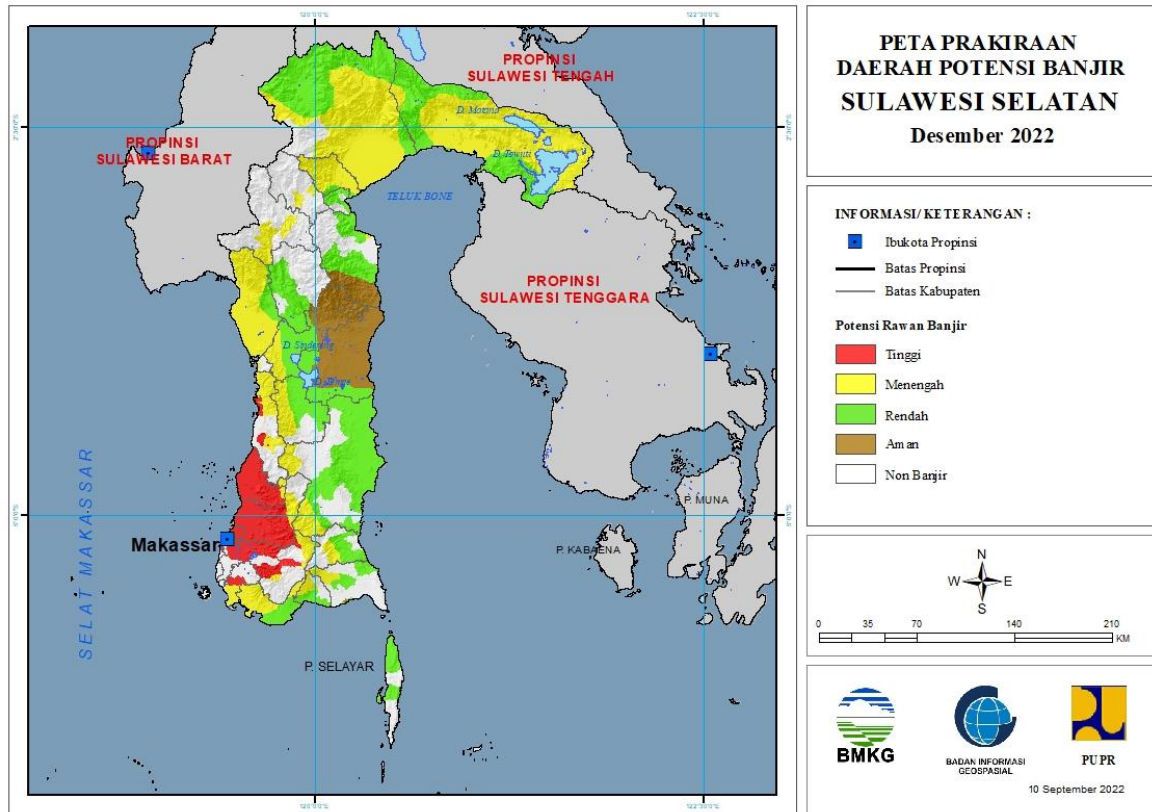 PROPINSI
SULAWESI TENGAH
D. Matana
PROPINSI
SULAWESI BARAT
D. Towuti
TELUK BONE
PROPINSI
SULAWESI TENGGARA
D. Sidenreng
SELAT MAKASSAR
Makassar
P. MUNA
P. KABAENA
P. SELAYAR
PETA PRAKIRAAN
DAERAH POTENSI BANJIR
SULAWESI SELATAN
Desember 2022
INFORMASI/ KETERANGAN :
Ibukota Propinsi
Batas Propinsi
Batas Kabupaten
Potensi Rawan Banjir
Tinggi
Menengah
Rendah
Aman
Non Banjir
N
W E
S
0 35 70 140 210
KM
BMKG
BADAN INFORMASI
GEOSPASIAL
PUPR
10 September 2022